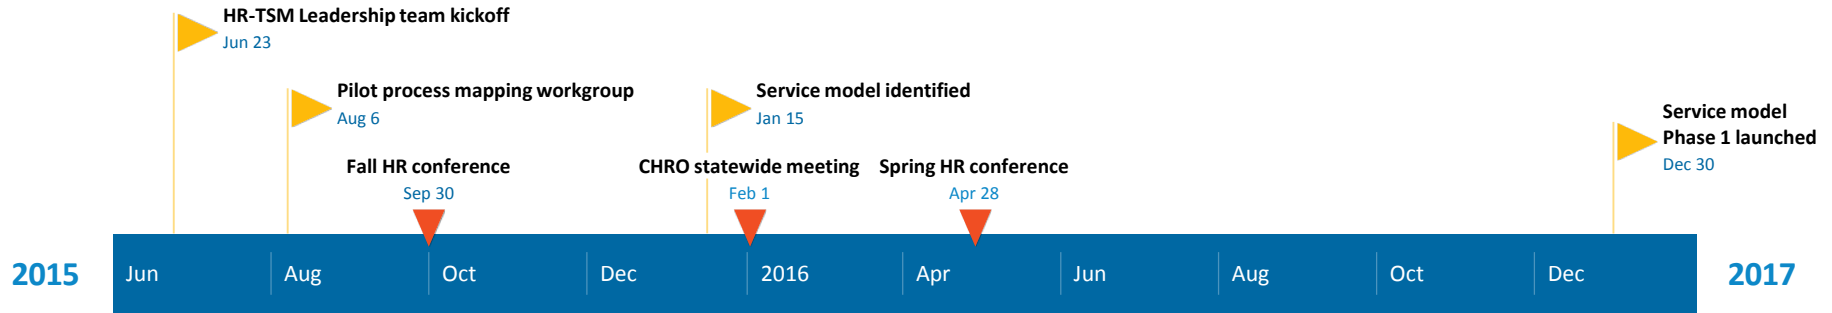 HR-TSM Leadership team kickoff
Jun 23
Pilot process mapping workgroup
Aug 6
Service model identified
Jan 15
Service model
Phase 1 launched
Dec 30
Fall HR conference
Sep 30
CHRO statewide meeting
Feb 1
Spring HR conference
Apr 28
2015
Jun
Aug
Oct
Dec
2016
Apr
Jun
Aug
Oct
Dec
2017